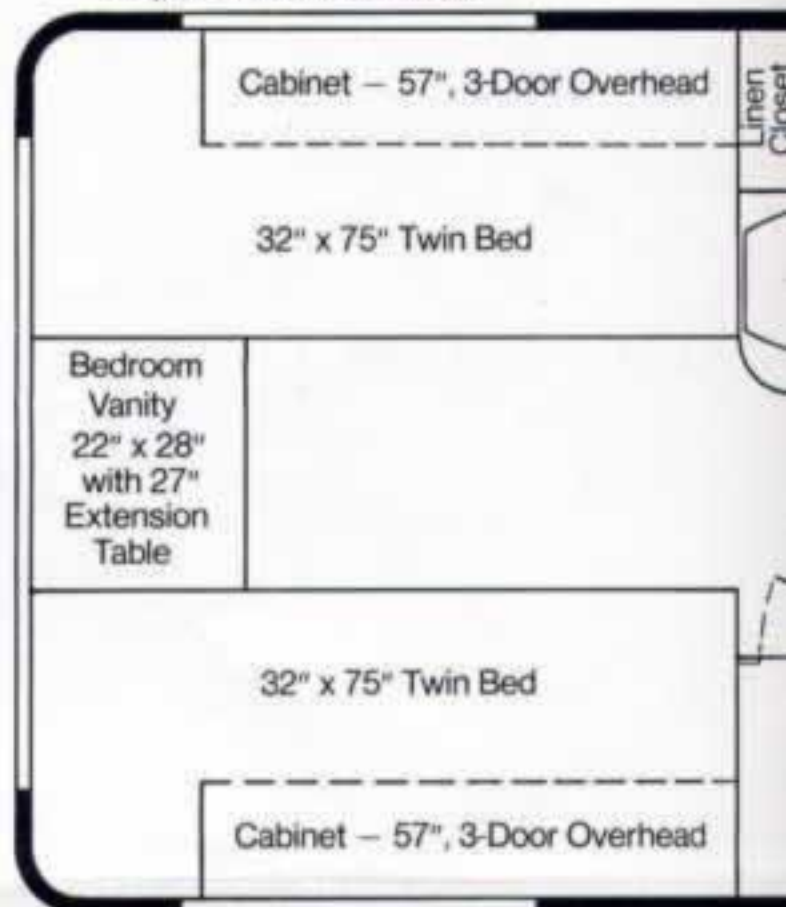 Cabinet – 57", 3-Door Overhead
Linen
Closet
32" x 75" Twin Bed
Bedroom
Vanity
22" x 28"
with 27"
Extension
Table
32" x 75" Twin Bed
Cabinet – 57", 3-Door Overhead